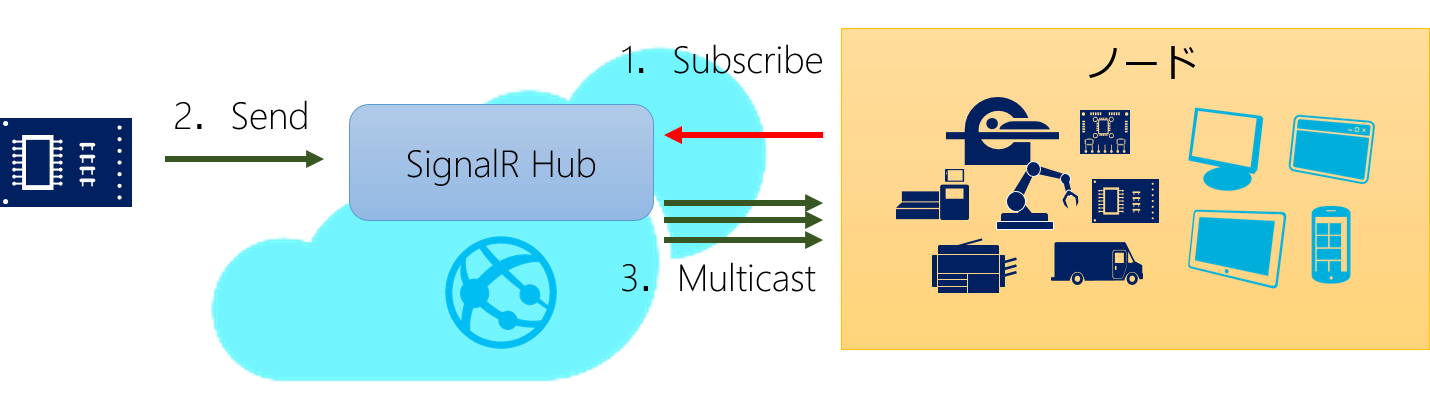 1. Subscribe
ノード
2. Send
SignalR Hub
3. Multicast